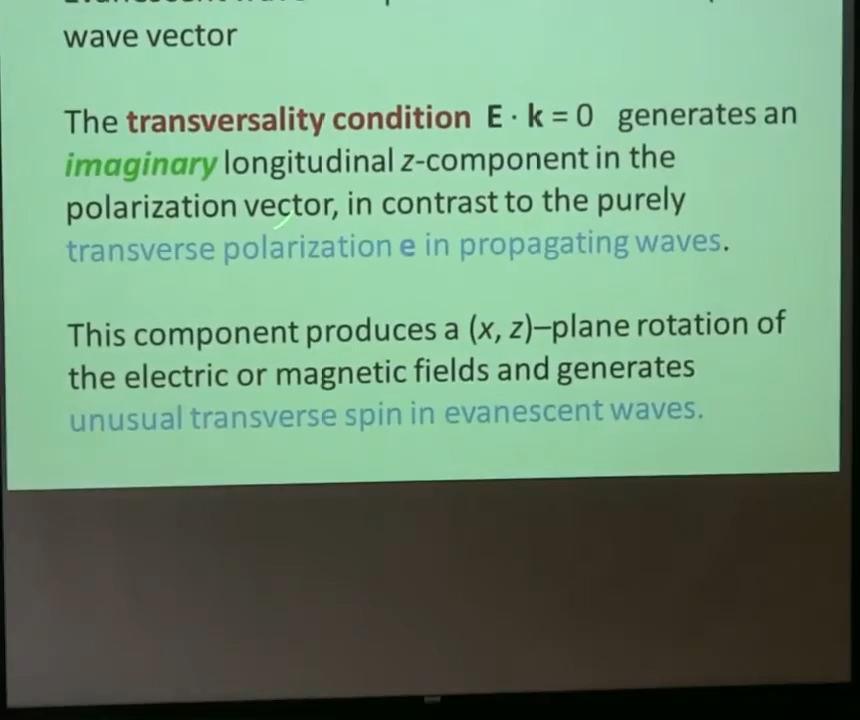 wave vector
The transversality condition E · k = 0 generates an
imaginary longitudinal z-component in the
polarization vector, in contrast to the purely
transverse polarization e in propagating waves.
This component produces a (x, z)–plane rotation of
the electric or magnetic fields and generates
unusual transverse spin in evanescent waves.